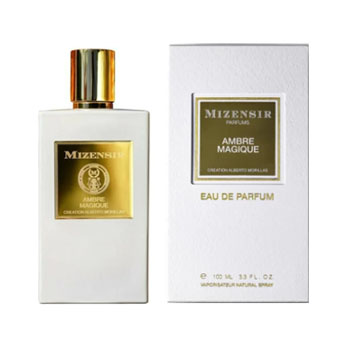 MIZENSIR
AMBRE
MAGIQUE
CREATION ALBERTO MORILLAS
MIZENSIR
PARFUMS
AMBRE
MAGIQUE
CREATION ALBERTO MORILLAS
EAU DE PARFUM
e 100 ML 3.3 FL. OZ.
VAPORISATEUR NATURAL SPRAY